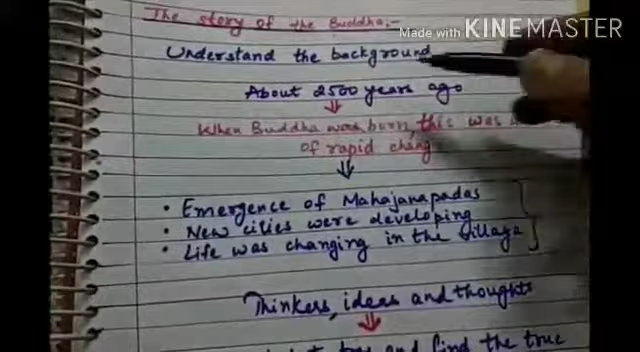 The story of the Buddha:-
Made with KINEMASTER
Understand the background
About 2500 years ago
When Buddha was born, this was
of rapid chang
• Emergence of Mahajanapadas
• New cities were developing
• Life was changing in the village
Thinkers, ideas and thoughts
and find the true